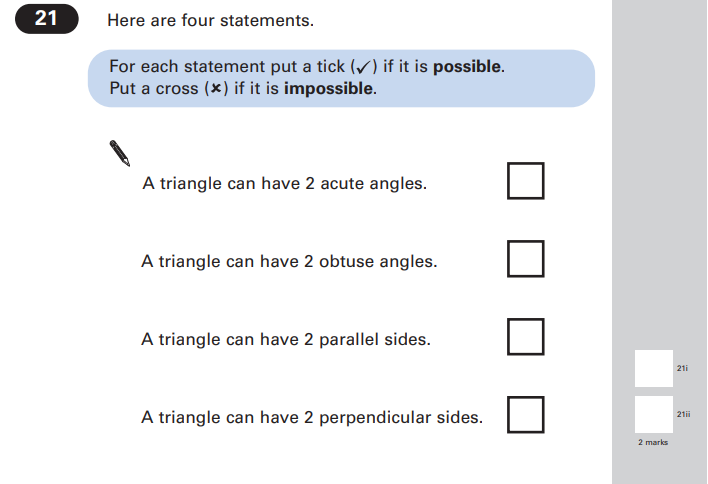 21
Here are four statements.
For each statement put a tick (✓) if it is possible.
Put a cross (✗) if it is impossible.
A triangle can have 2 acute angles.
A triangle can have 2 obtuse angles.
A triangle can have 2 parallel sides.
A triangle can have 2 perpendicular sides.
21i
21ii
2 marks